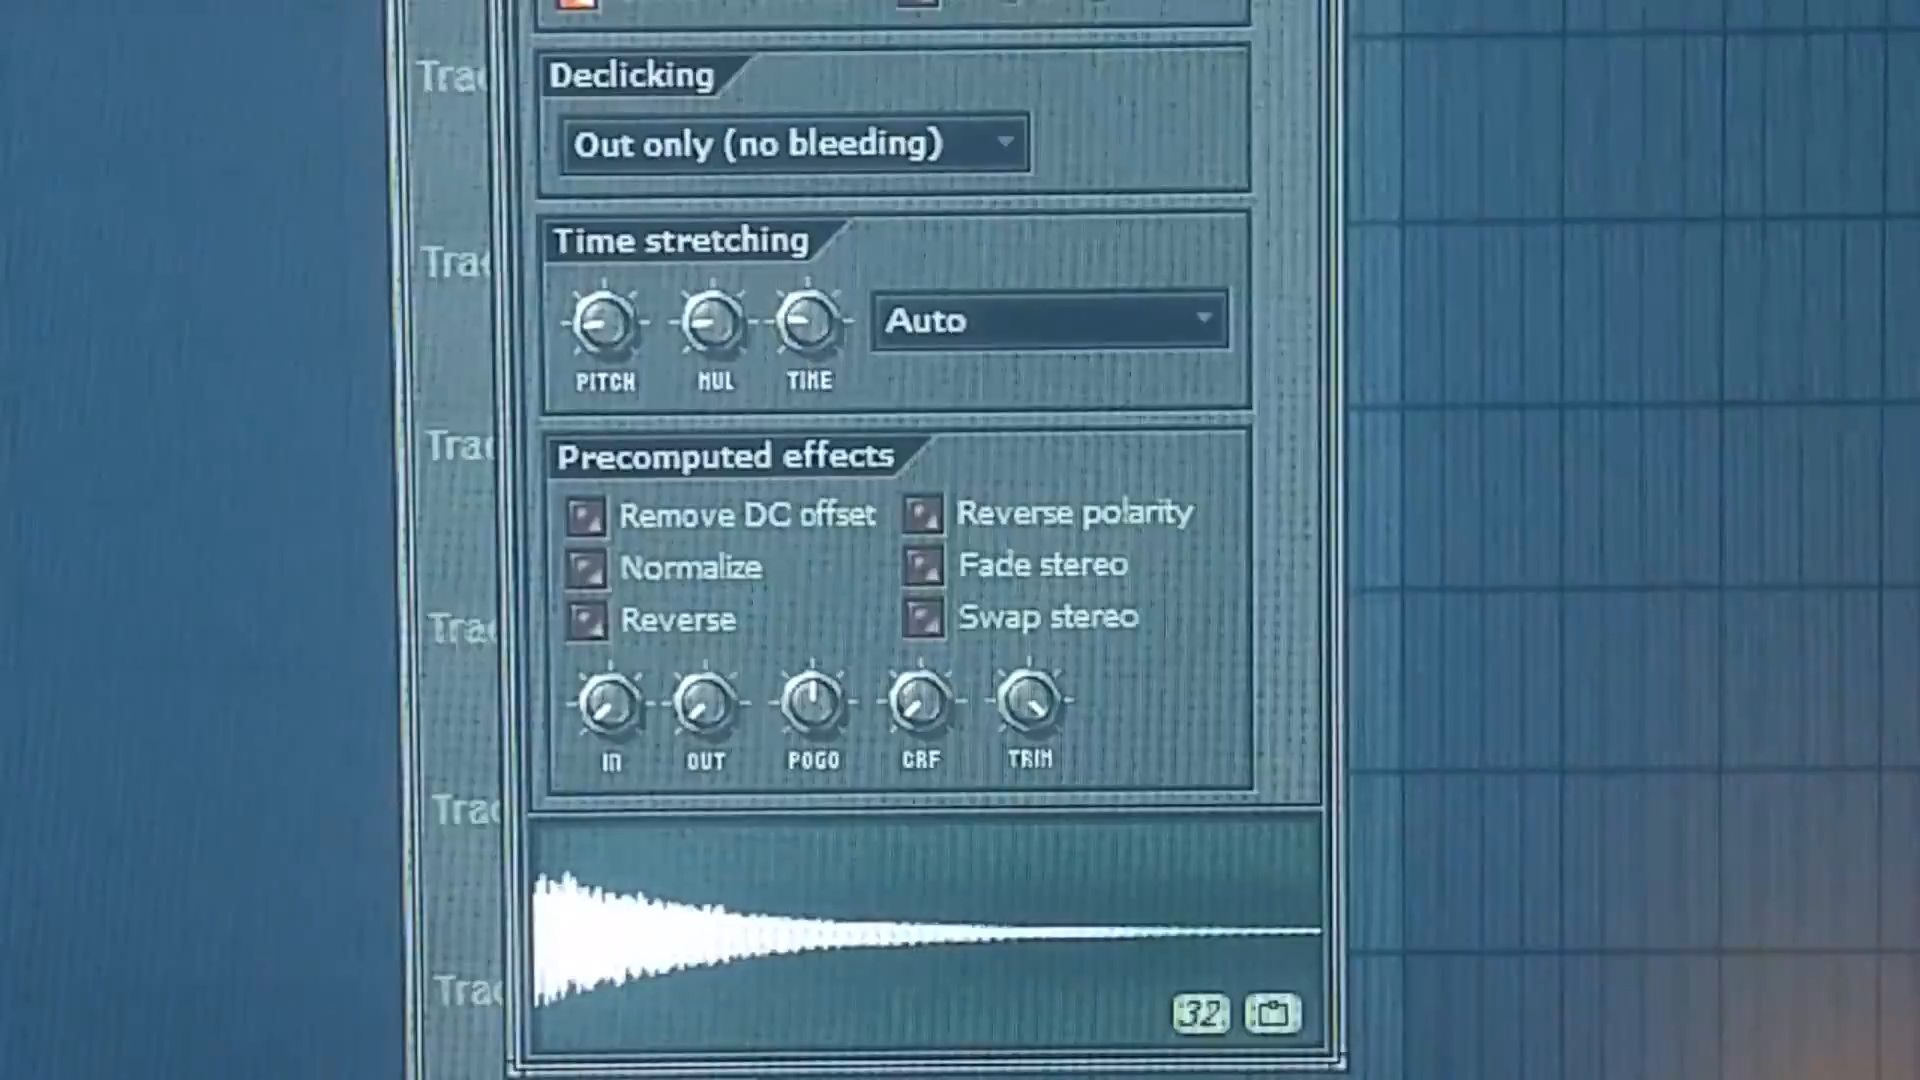 Declicking
Out only (no bleeding)
Time stretching
PITCH MUL TIME
Auto
Precomputed effects
Remove DC offset
Reverse polarity
Normalize
Fade stereo
Reverse
Swap stereo
IN OUT POGO CRF TRIM
32